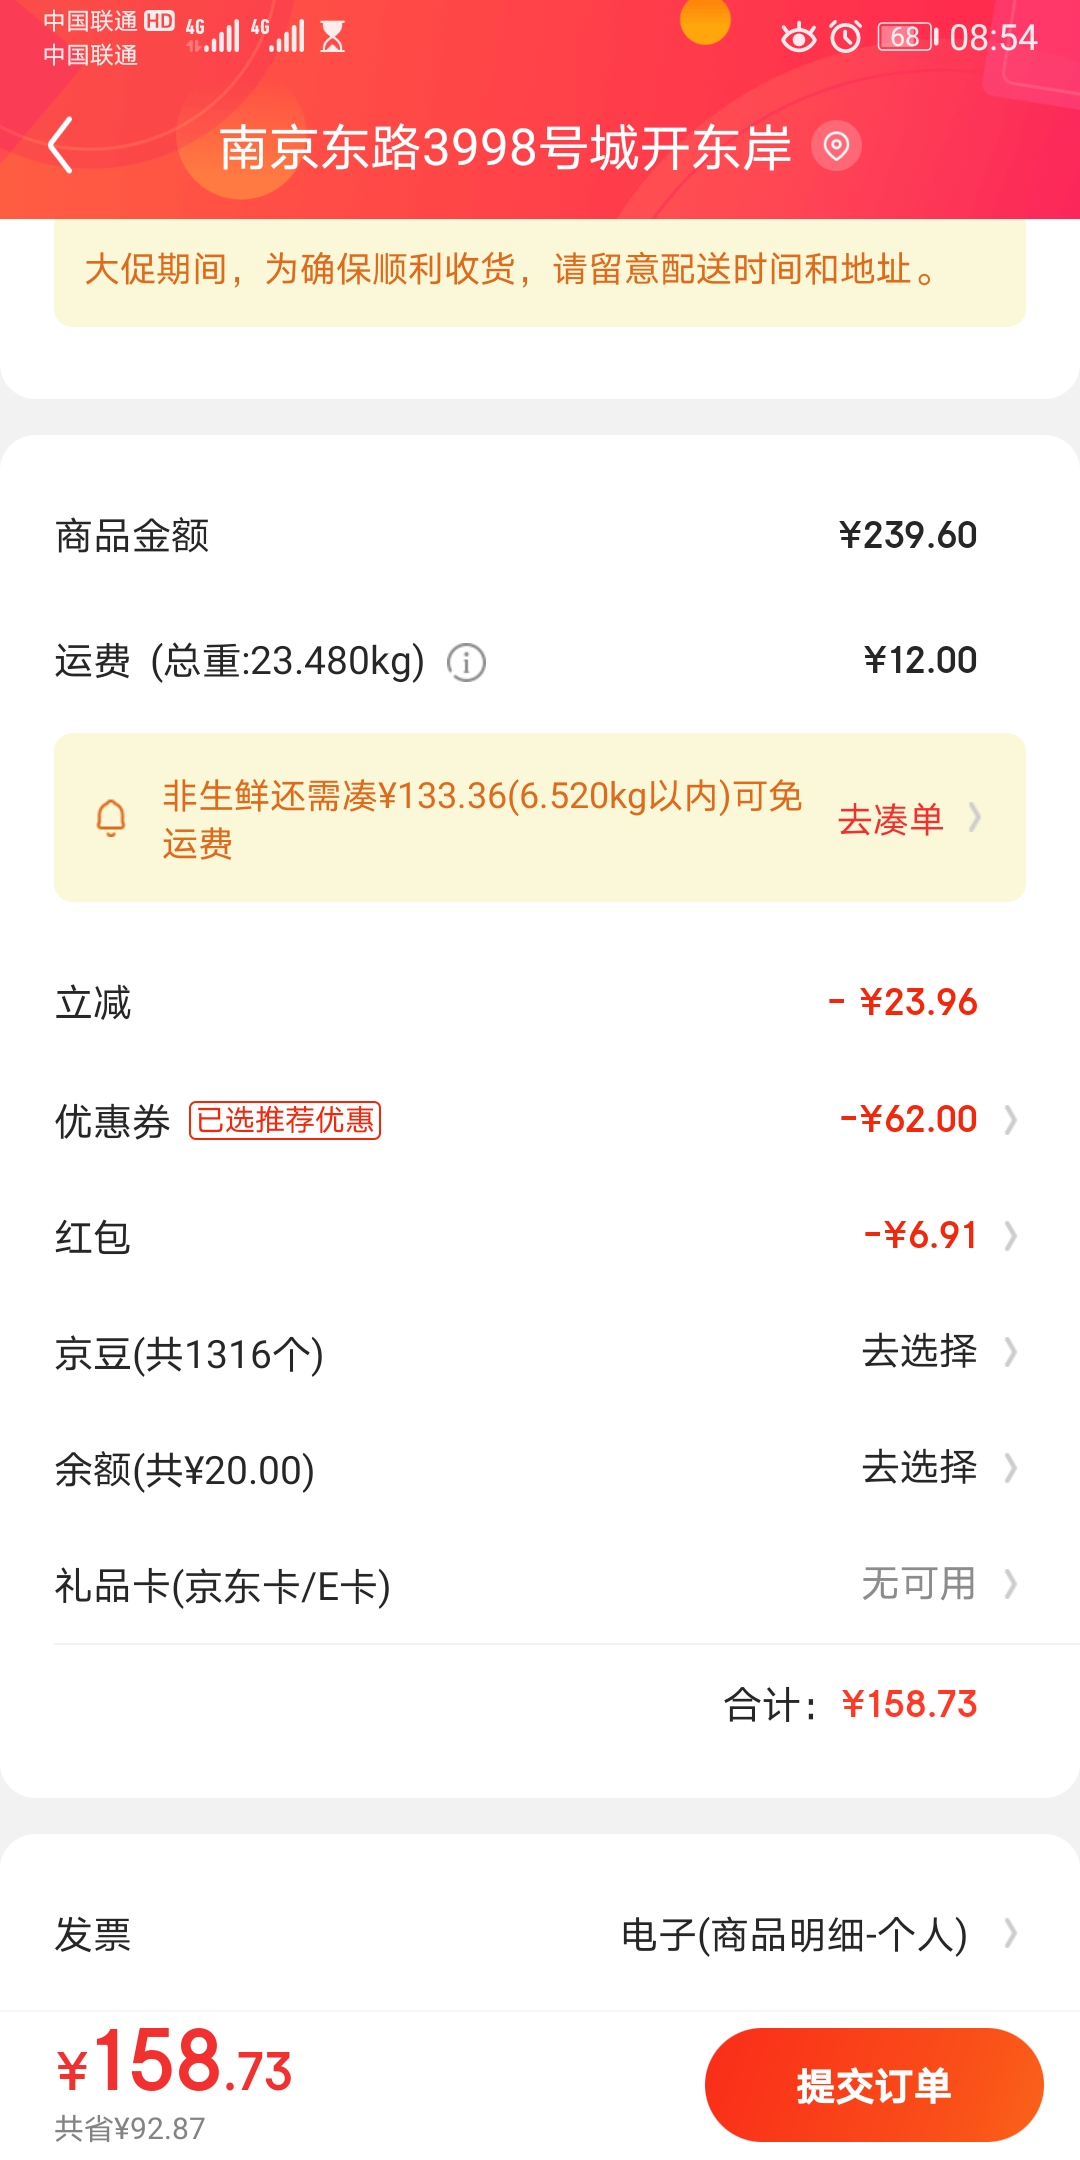 中国联通 HD 4G 4G 68 08:54
中国联通
南京东路3998号城开东岸
大促期间，为确保顺利收货，请留意配送时间和地址。
商品金额 ¥239.60
运费 (总重:23.480kg) i ¥12.00
非生鲜还需凑¥133.36(6.520kg以内)可免
运费
去凑单
立减 - ¥23.96
优惠券 已选推荐优惠 -¥62.00
红包 -¥6.91
京豆(共1316个) 去选择
余额(共¥20.00) 去选择
礼品卡(京东卡/E卡) 无可用
合计： ¥158.73
发票 电子(商品明细-个人)
¥158.73
共省¥92.87
提交订单